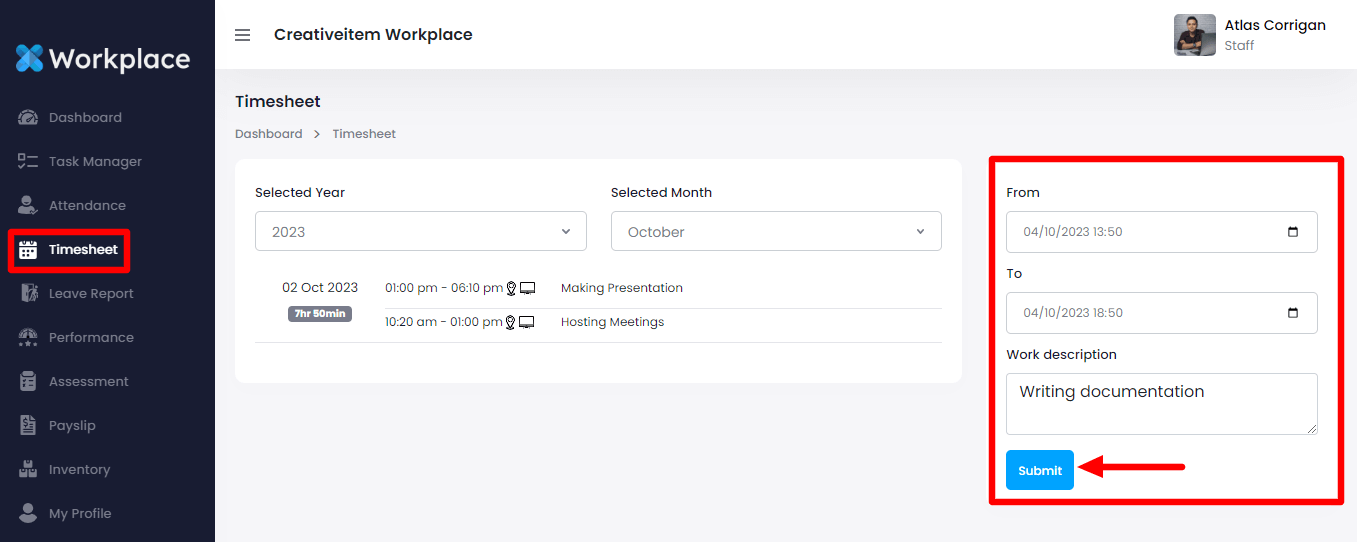 Workplace
Dashboard
Task Manager
Attendance
Timesheet
Leave Report
Performance
Assessment
Payslip
Inventory
My Profile
Creativeitem Workplace
Atlas Corrigan
Staff
Timesheet
Dashboard > Timesheet
Selected Year
Selected Month
2023
October
02 Oct 2023
7hr 50min
01:00 pm - 06:10 pm Making Presentation
10:20 am - 01:00 pm Hosting Meetings
From
04/10/2023 13:50
To
04/10/2023 18:50
Work description
Writing documentation
Submit